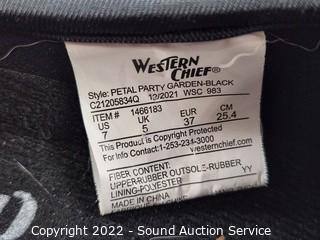 WESTERN
CHIEF®
Style: PETAL PARTY GARDEN-BLACK
C21205834Q 12/2021 WSC 983
ITEM # 1466183
US UK EUR CM
7 5 37 25.4
This Product is Copyright Protected
For Info Contact: 1-253-234-3000
westernchief.com
FIBER CONTENT:
UPPER-RUBBER OUTSOLE-RUBBER
LINING-POLYESTER YY
MADE IN CHINA
Copyright 2022 - Sound Auction Service